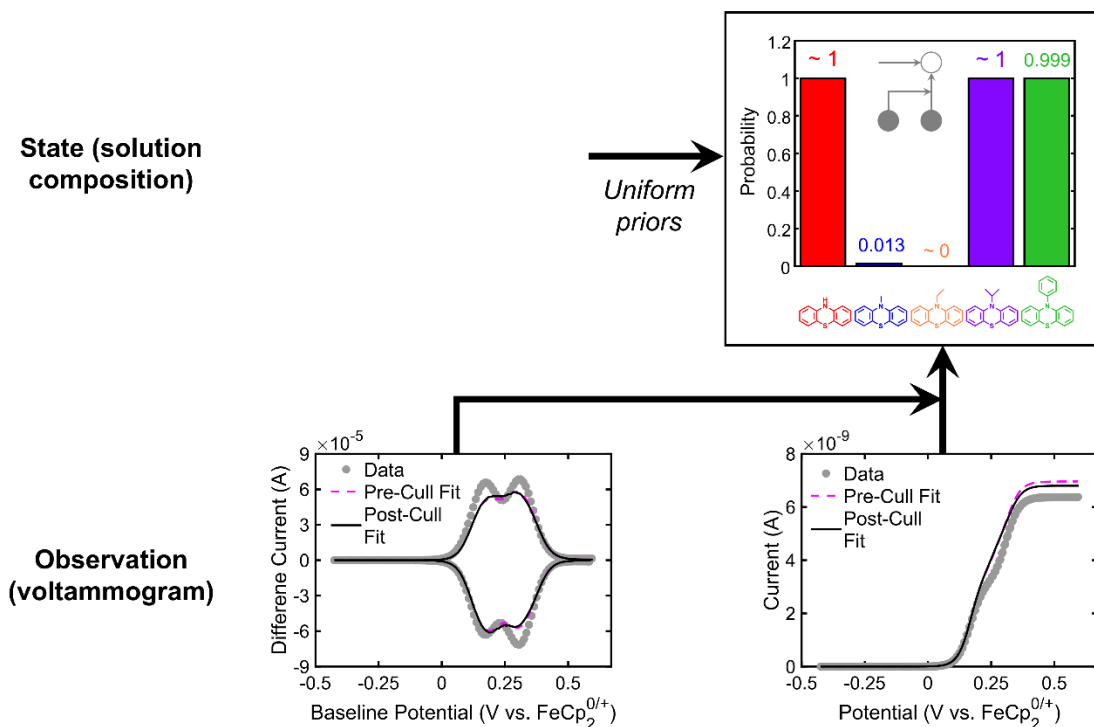 State (solution
composition)
Uniform
priors
Probability
1.2
1
0.8
0.6
0.4
0.2
0
~ 1
0.013
~ 0
~ 1
0.999
H
N
S
N
S
N
S
N
S
N
S
Observation
(voltammogram)
×10⁻⁵
Differene Current (A)
9
6
3
0
-3
-6
-9
Data
Pre-Cull Fit
Post-Cull
Fit
-0.5
-0.25
0
0.25
0.5
Baseline Potential (V vs. FeCp₂⁰/⁺)
×10⁻⁹
Current (A)
8
6
4
2
0
Data
Pre-Cull Fit
Post-Cull
Fit
-0.5
-0.25
0
0.25
0.5
Potential (V vs. FeCp₂⁰/⁺)